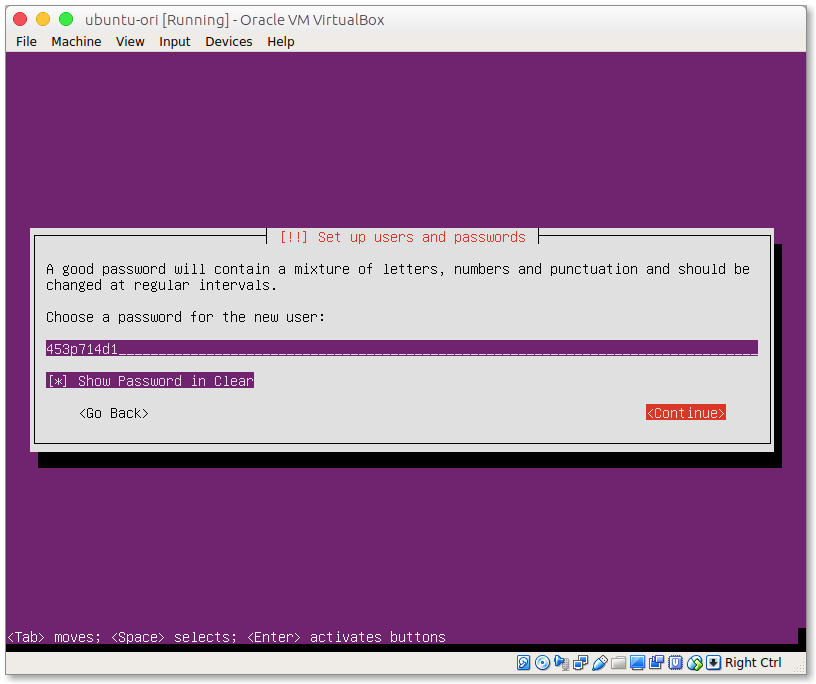 ubuntu-ori [Running] - Oracle VM VirtualBox
File Machine View Input Devices Help
[!!] Set up users and passwords
A good password will contain a mixture of letters, numbers and punctuation and should be
changed at regular intervals.
Choose a password for the new user:
453p714d1________________________________________________________________________________
[*] Show Password in Clear
<Go Back> <Continue>
<Tab> moves; <Space> selects; <Enter> activates buttons
Right Ctrl